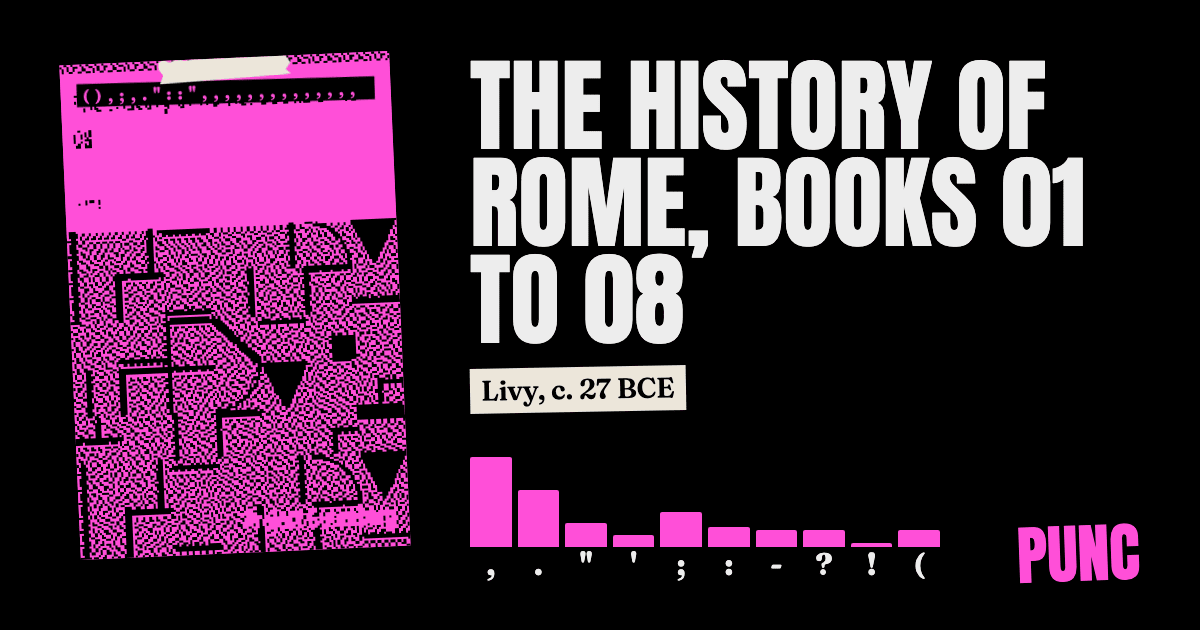 (),;,."::",,,,,,,,,,,,,,
THE HISTORY OF
ROME, BOOKS 01
TO 08
Livy, c. 27 BCE
, . " ' ; : - ? ! (
PUNC